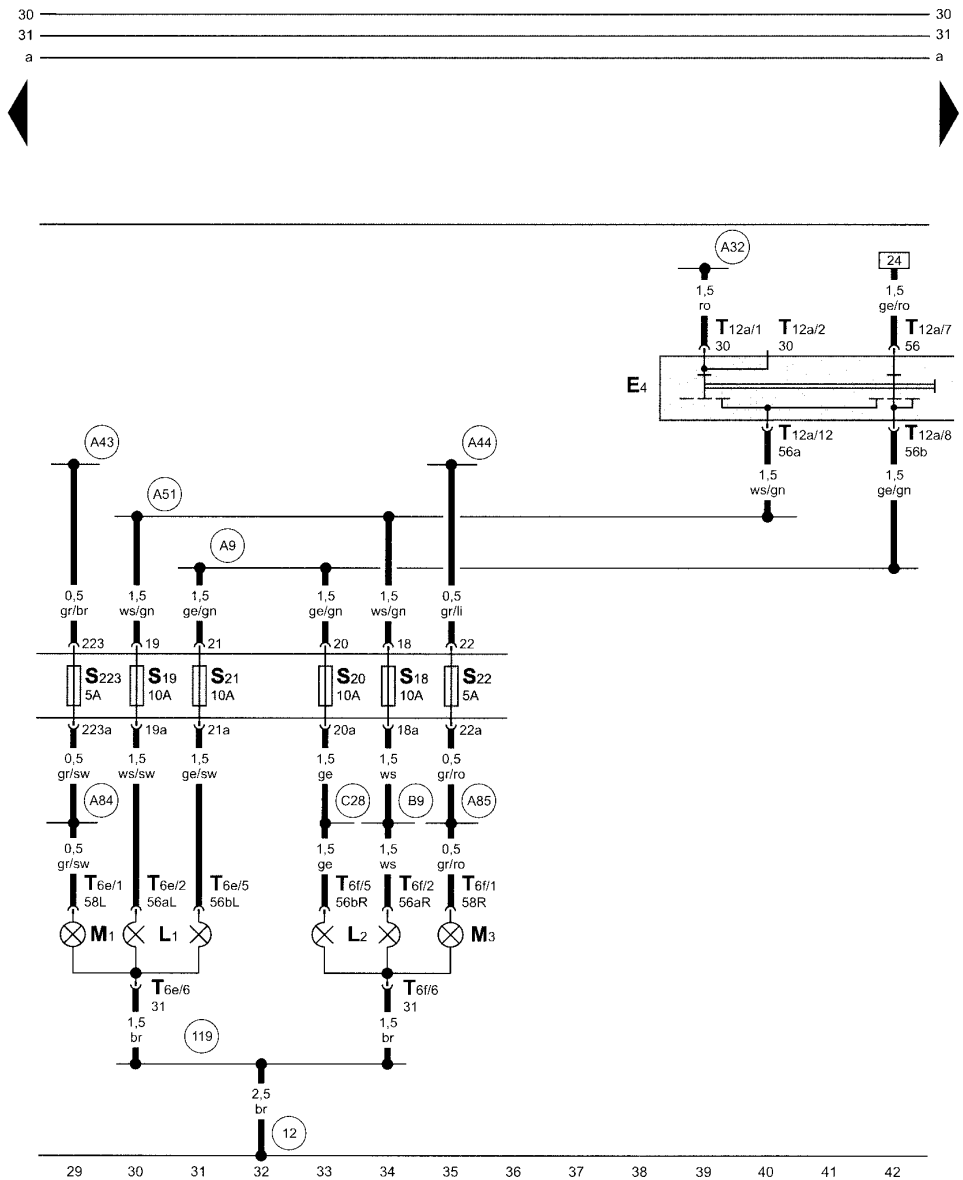 30 30
31 31
a a
A32 24
1,5 1,5
ro ge/ro
T12a/1 T12a/2 T12a/7
30 30 56
E4
A43 A44 T12a/12 T12a/8
56a 56b
1,5 1,5
A51 ws/gn ge/gn
A9
0,5 1,5 1,5 1,5 1,5 0,5
gr/br ws/gn ge/gn ge/gn ws/gn gr/li
223 19 21 20 18 22
S223 S19 S21 S20 S18 S22
5A 10A 10A 10A 10A 5A
223a 19a 21a 20a 18a 22a
0,5 1,5 1,5 1,5 1,5 0,5
gr/sw ws/sw ge/sw ge ws gr/ro
A84 C28 B9 A85
0,5 1,5 1,5 0,5
gr/sw ge ws gr/ro
T6e/1 T6e/2 T6e/5 T6f/5 T6f/2 T6f/1
58L 56aL 56bL 56bR 56aR 58R
M1 L1 L2 M3
T6e/6 T6f/6
31 31
1,5 1,5
br 119 br
2,5
br
12
29 30 31 32 33 34 35 36 37 38 39 40 41 42